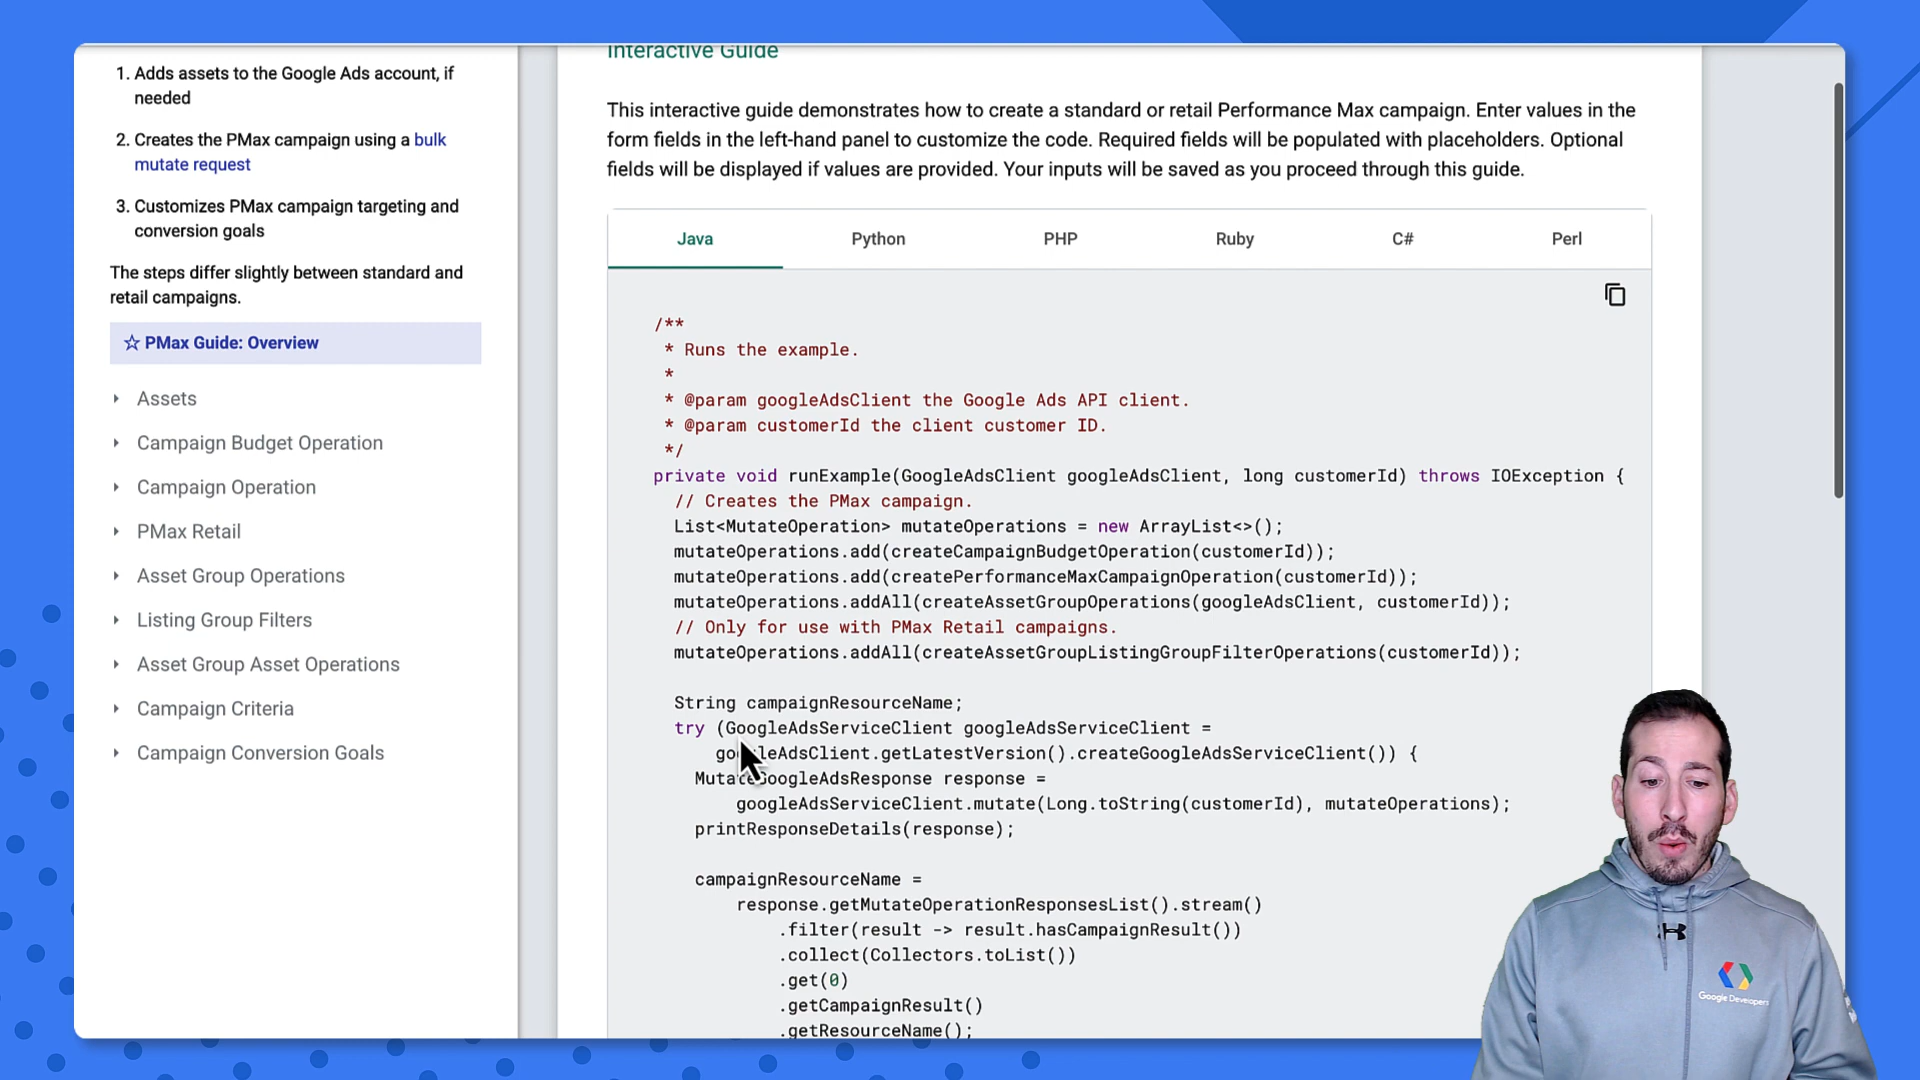 1. Adds assets to the Google Ads account, if
needed
2. Creates the PMax campaign using a bulk
mutate request
3. Customizes PMax campaign targeting and
conversion goals
The steps differ slightly between standard and
retail campaigns.
☆ PMax Guide: Overview
Assets
Campaign Budget Operation
Campaign Operation
PMax Retail
Asset Group Operations
Listing Group Filters
Asset Group Asset Operations
Campaign Criteria
Campaign Conversion Goals
Interactive Guide
This interactive guide demonstrates how to create a standard or retail Performance Max campaign. Enter values in the
form fields in the left-hand panel to customize the code. Required fields will be populated with placeholders. Optional
fields will be displayed if values are provided. Your inputs will be saved as you proceed through this guide.
Java Python PHP Ruby C# Perl
/**
* Runs the example.
*
* @param googleAdsClient the Google Ads API client.
* @param customerId the client customer ID.
*/
private void runExample(GoogleAdsClient googleAdsClient, long customerId) throws IOException {
// Creates the PMax campaign.
List<MutateOperation> mutateOperations = new ArrayList<>();
mutateOperations.add(createCampaignBudgetOperation(customerId));
mutateOperations.add(createPerformanceMaxCampaignOperation(customerId));
mutateOperations.addAll(createAssetGroupOperations(googleAdsClient, customerId));
// Only for use with PMax Retail campaigns.
mutateOperations.addAll(createAssetGroupListingGroupFilterOperations(customerId));
String campaignResourceName;
try (GoogleAdsServiceClient googleAdsServiceClient =
googleAdsClient.getLatestVersion().createGoogleAdsServiceClient()) {
MutateGoogleAdsResponse response =
googleAdsServiceClient.mutate(Long.toString(customerId), mutateOperations);
printResponseDetails(response);
campaignResourceName =
response.getMutateOperationResponsesList().stream()
.filter(result -> result.hasCampaignResult())
.collect(Collectors.toList())
.get(0)
.getCampaignResult()
.getResourceName();
Google Developers